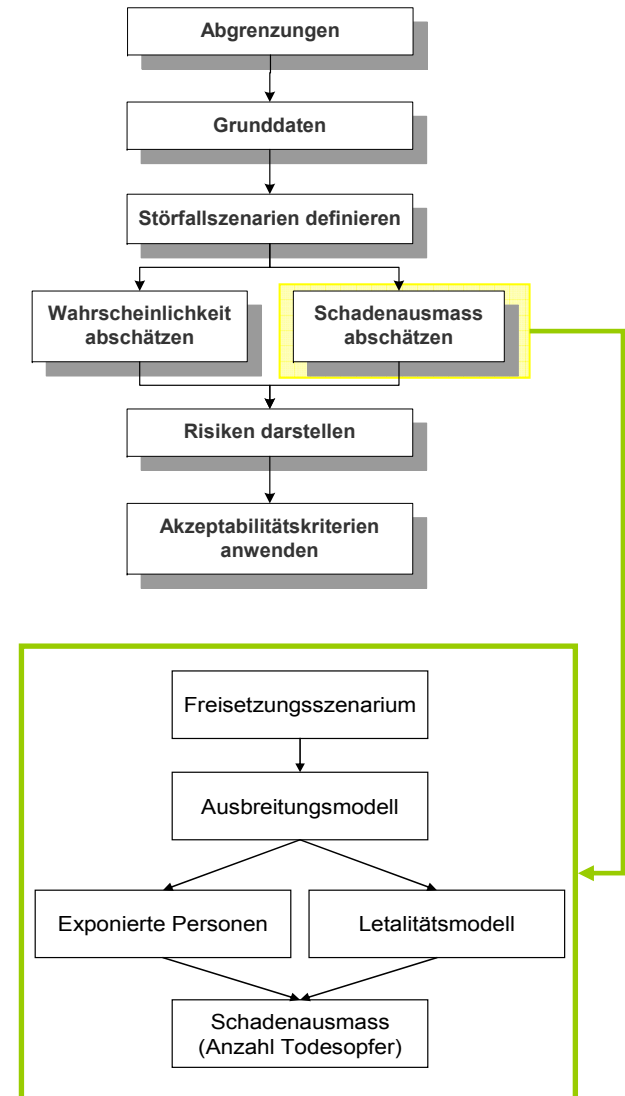 Abgrenzungen
Grunddaten
Störfallszenarien definieren
Wahrscheinlichkeit
abschätzen
Schadenausmass
abschätzen
Risiken darstellen
Akzeptabilitätskriterien
anwenden
Freisetzungsszenarium
Ausbreitungsmodell
Exponierte Personen
Letalitätsmodell
Schadenausmass
(Anzahl Todesopfer)